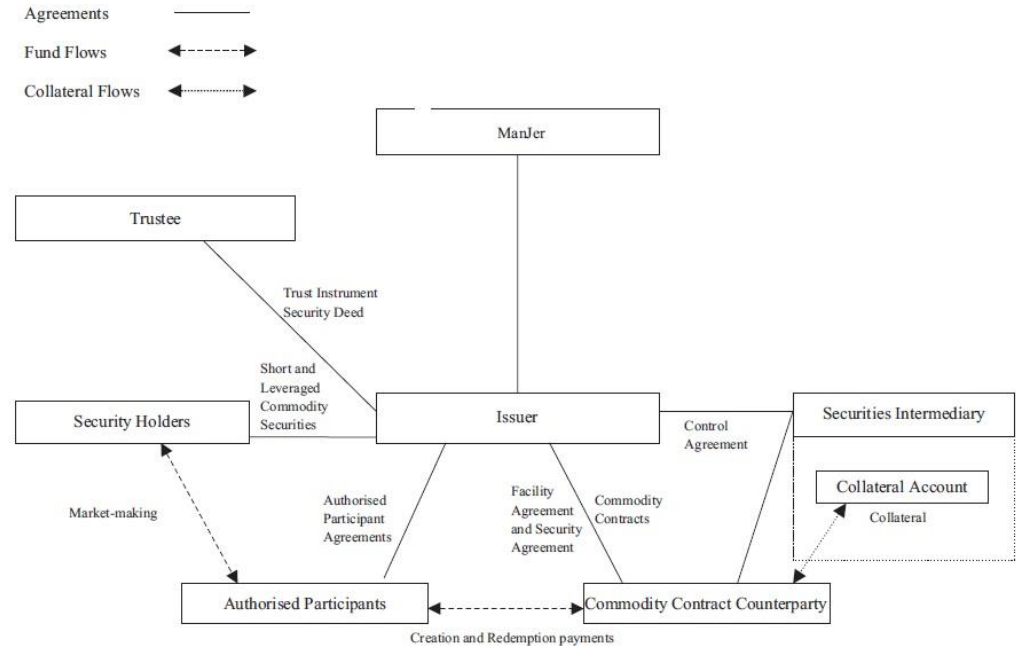 Agreements
Fund Flows
Collateral Flows
ManJer
Trustee
Trust Instrument
Security Deed
Short and
Leveraged
Commodity
Securities
Security Holders
Issuer
Securities Intermediary
Control
Agreement
Collateral Account
Collateral
Market-making
Authorised
Participant
Agreements
Facility
Agreement
and Security
Agreement
Commodity
Contracts
Authorised Participants
Commodity Contract Counterparty
Creation and Redemption payments